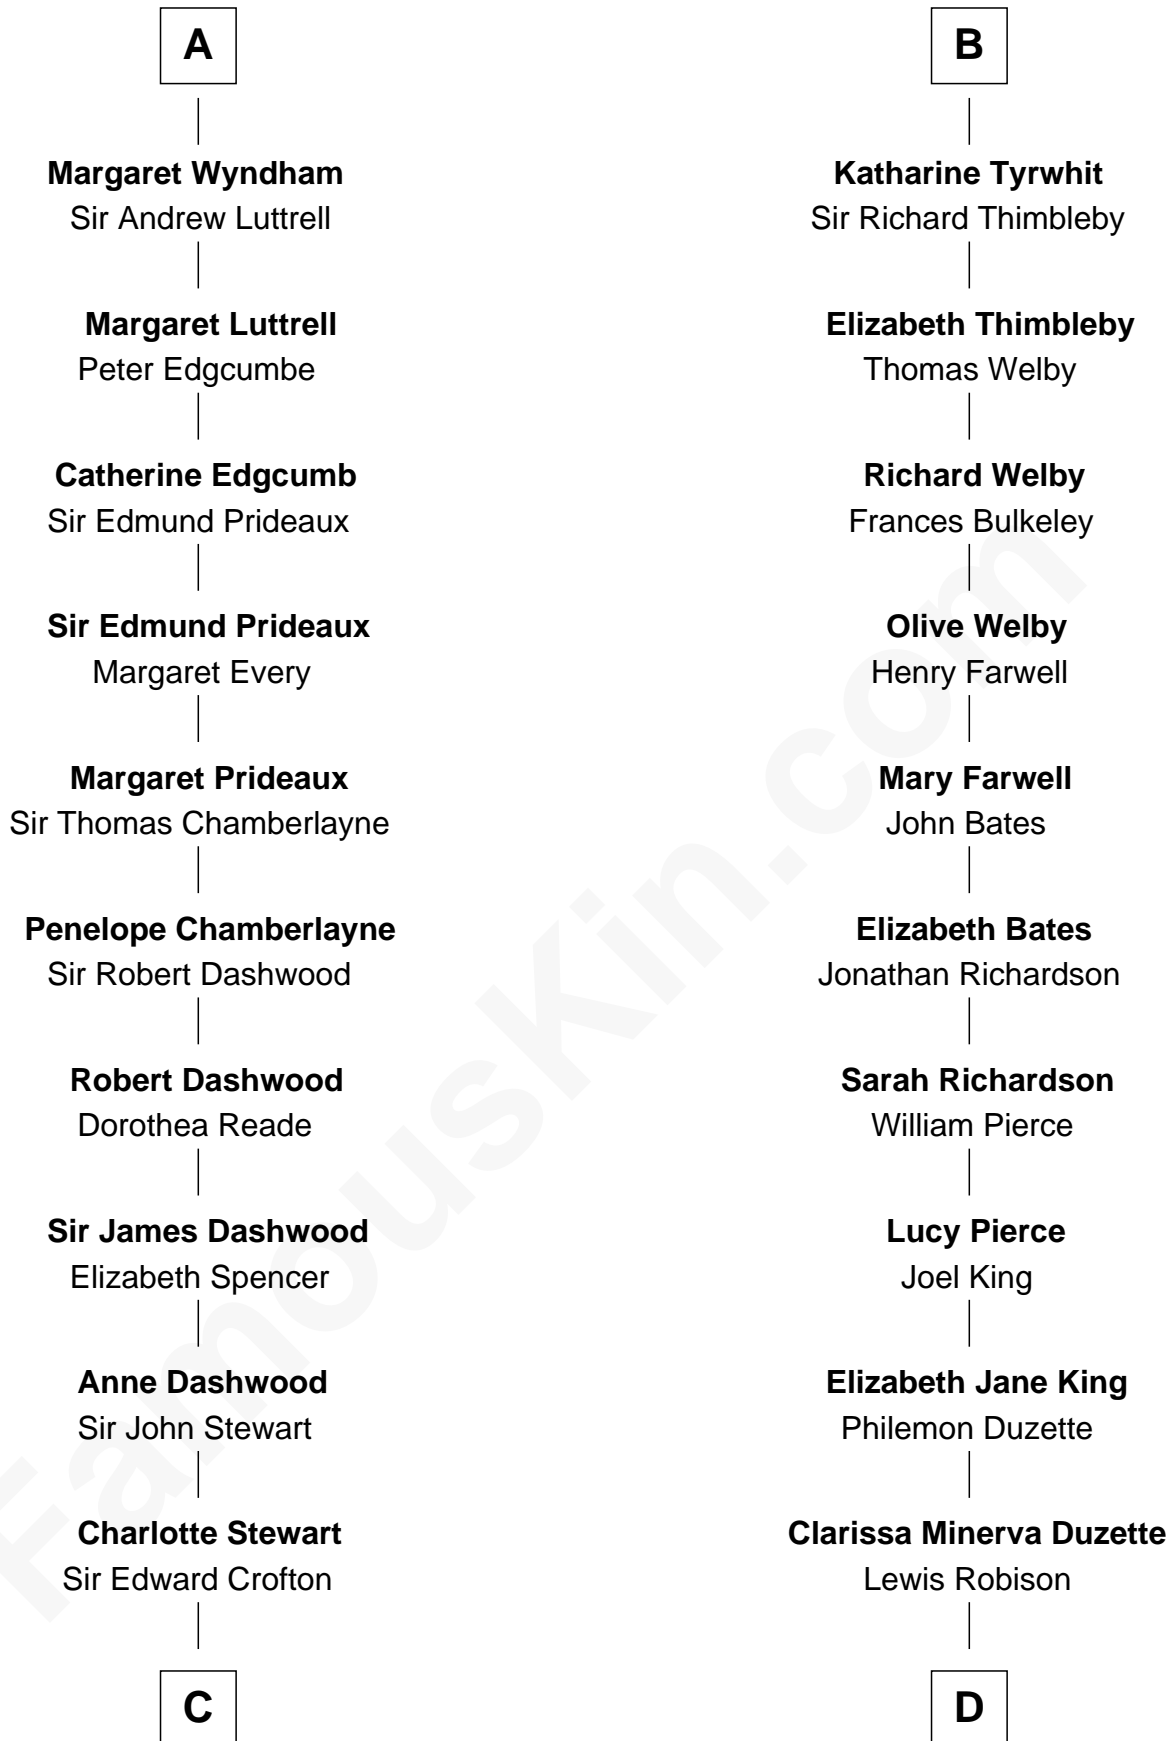 A
Margaret Wyndham
Sir Andrew Luttrell
Margaret Luttrell
Peter Edgcumbe
Catherine Edgcumb
Sir Edmund Prideaux
Sir Edmund Prideaux
Margaret Every
Margaret Prideaux
Sir Thomas Chamberlayne
Penelope Chamberlayne
Sir Robert Dashwood
Robert Dashwood
Dorothea Reade
Sir James Dashwood
Elizabeth Spencer
Anne Dashwood
Sir John Stewart
Charlotte Stewart
Sir Edward Crofton
C
B
Katharine Tyrwhit
Sir Richard Thimbleby
Elizabeth Thimbleby
Thomas Welby
Richard Welby
Frances Bulkeley
Olive Welby
Henry Farwell
Mary Farwell
John Bates
Elizabeth Bates
Jonathan Richardson
Sarah Richardson
William Pierce
Lucy Pierce
Joel King
Elizabeth Jane King
Philemon Duzette
Clarissa Minerva Duzette
Lewis Robison
D
FamousKin.com